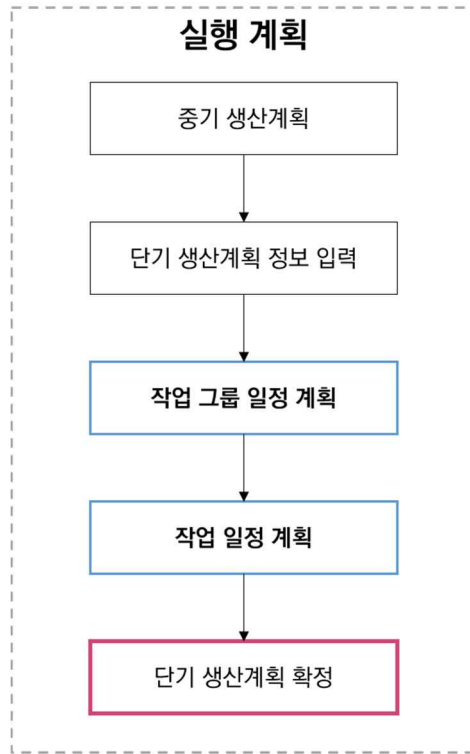 실행 계획
중기 생산계획
단기 생산계획 정보 입력
작업 그룹 일정 계획
작업 일정 계획
단기 생산계획 확정